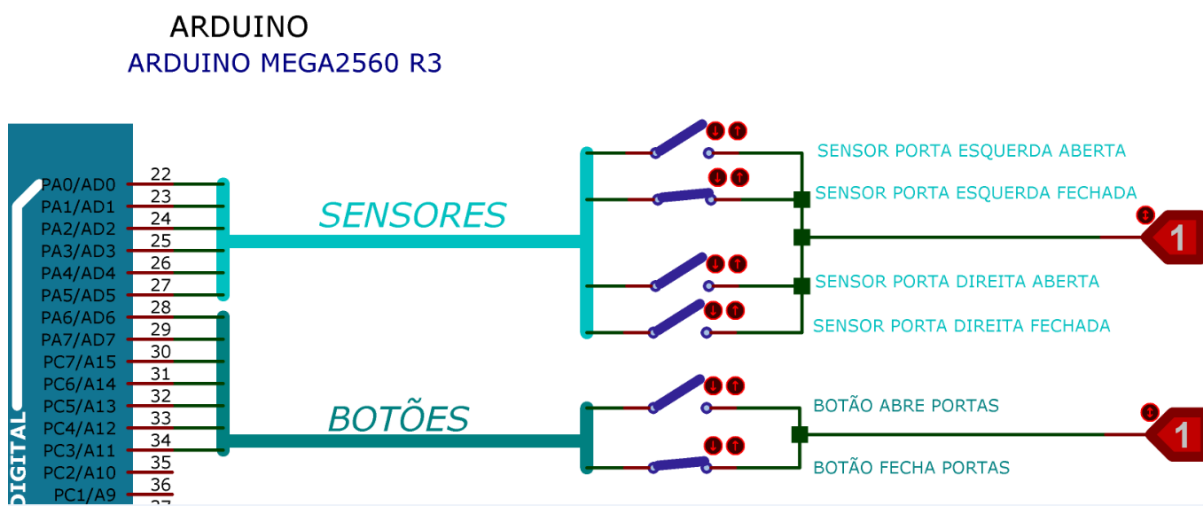 ARDUINO
ARDUINO MEGA2560 R3
SENSOR PORTA ESQUERDA ABERTA
SENSOR PORTA ESQUERDA FECHADA
SENSORES
1
SENSOR PORTA DIREITA ABERTA
SENSOR PORTA DIREITA FECHADA
PA0/AD0 22
PA1/AD1 23
PA2/AD2 24
PA3/AD3 25
PA4/AD4 26
PA5/AD5 27
PA6/AD6 28
PA7/AD7 29
PC7/A15 30
PC6/A14 31
PC5/A13 32
PC4/A12 33
PC3/A11 34
PC2/A10 35
PC1/A9 36
DIGITAL
BOTÕES
BOTÃO ABRE PORTAS
1
BOTÃO FECHA PORTAS